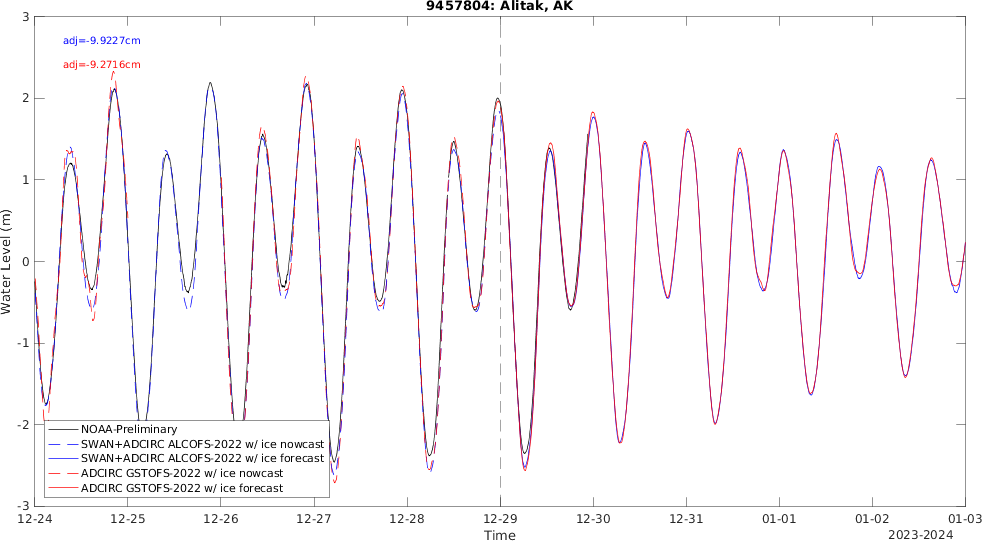 9457804: Alitak, AK
adj=-9.9227cm
adj=-9.2716cm
3
2
1
0
-1
-2
-3
Water Level (m)
NOAA-Preliminary
SWAN+ADCIRC ALCOFS-2022 w/ ice nowcast
SWAN+ADCIRC ALCOFS-2022 w/ ice forecast
ADCIRC GSTOFS-2022 w/ ice nowcast
ADCIRC GSTOFS-2022 w/ ice forecast
12-24 12-25 12-26 12-27 12-28 12-29 12-30 12-31 01-01 01-02 01-03
Time
2023-2024